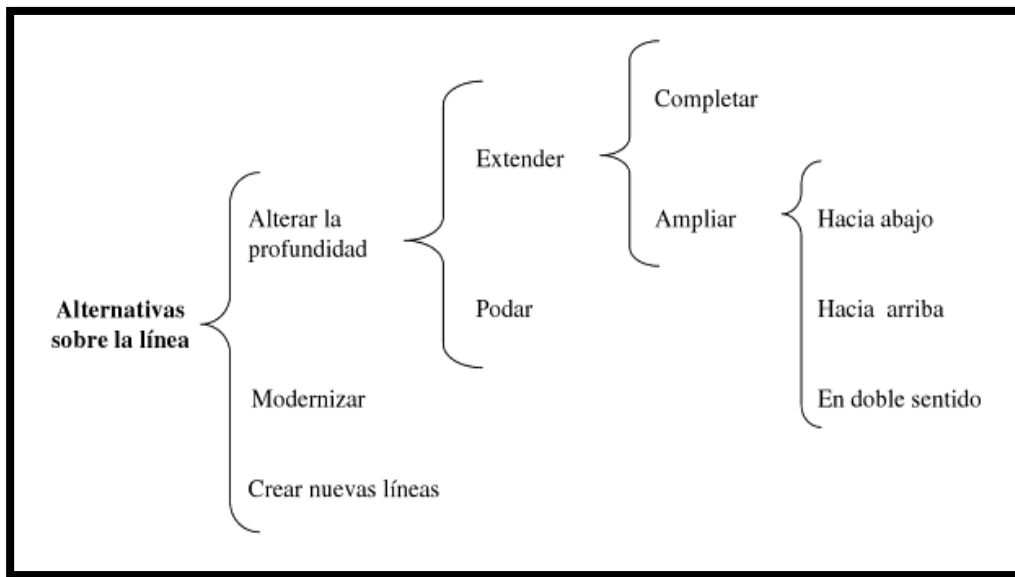 Completar
Extender
Ampliar
Hacia abajo
Alterar la
profundidad
Alternativas
sobre la línea
Podar
Hacia arriba
Modernizar
En doble sentido
Crear nuevas líneas